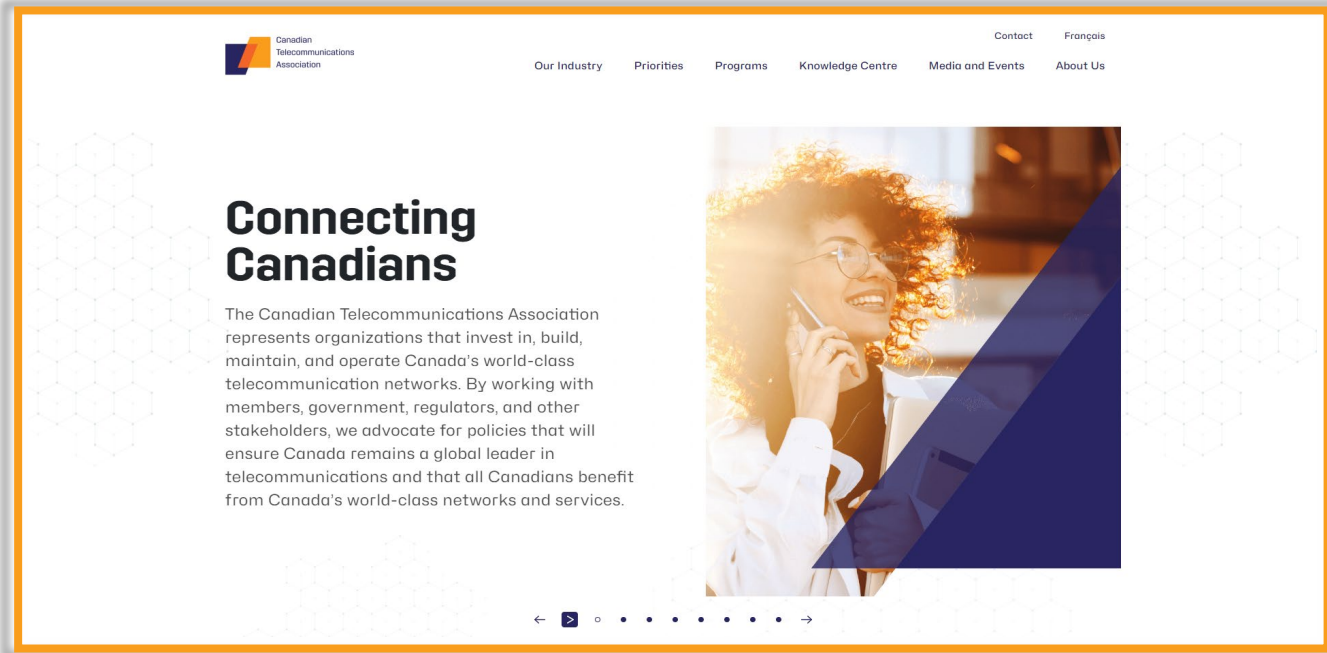 Canadian
Telecommunications
Association
Contact Français
Our Industry Priorities Programs Knowledge Centre Media and Events About Us
Connecting
Canadians
The Canadian Telecommunications Association
represents organizations that invest in, build,
maintain, and operate Canada's world-class
telecommunication networks. By working with
members, government, regulators, and other
stakeholders, we advocate for policies that will
ensure Canada remains a global leader in
telecommunications and that all Canadians benefit
from Canada's world-class networks and services.